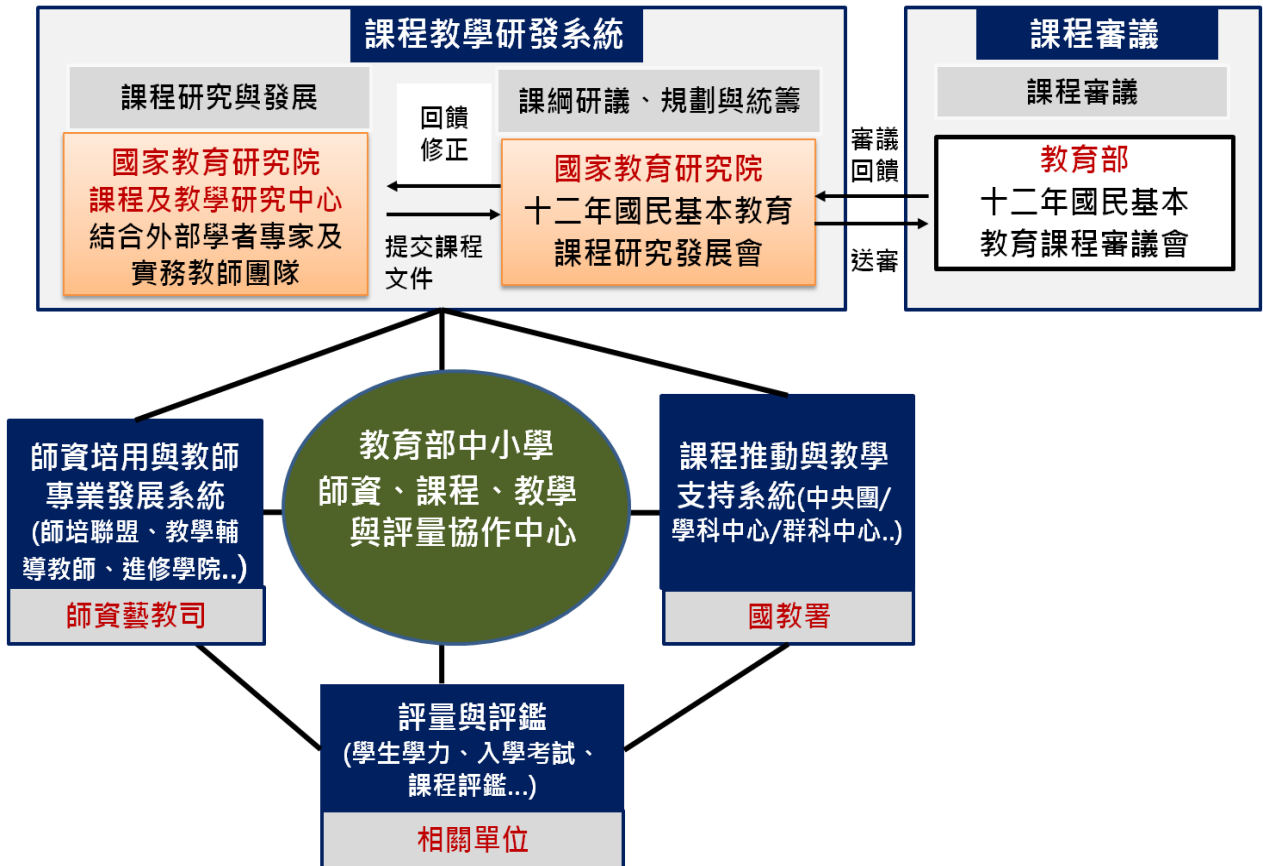 課程教學研發系統
課程研究與發展
國家教育研究院
課程及教學研究中心
結合外部學者專家及
實務教師團隊
回饋
修正
提交課程
文件
課綱研議、規劃與統籌
國家教育研究院
十二年國民基本教育
課程研究發展會
審議
回饋
送審
課程審議
課程審議
教育部
十二年國民基本
教育課程審議會
師資培用與教師
專業發展系統
(師培聯盟、教學輔
導教師、進修學院..)
師資藝教司
教育部中小學
師資、課程、教學
與評量協作中心
課程推動與教學
支持系統(中央團/
學科中心/群科中心..)
國教署
評量與評鑑
(學生學力、入學考試、
課程評鑑...)
相關單位